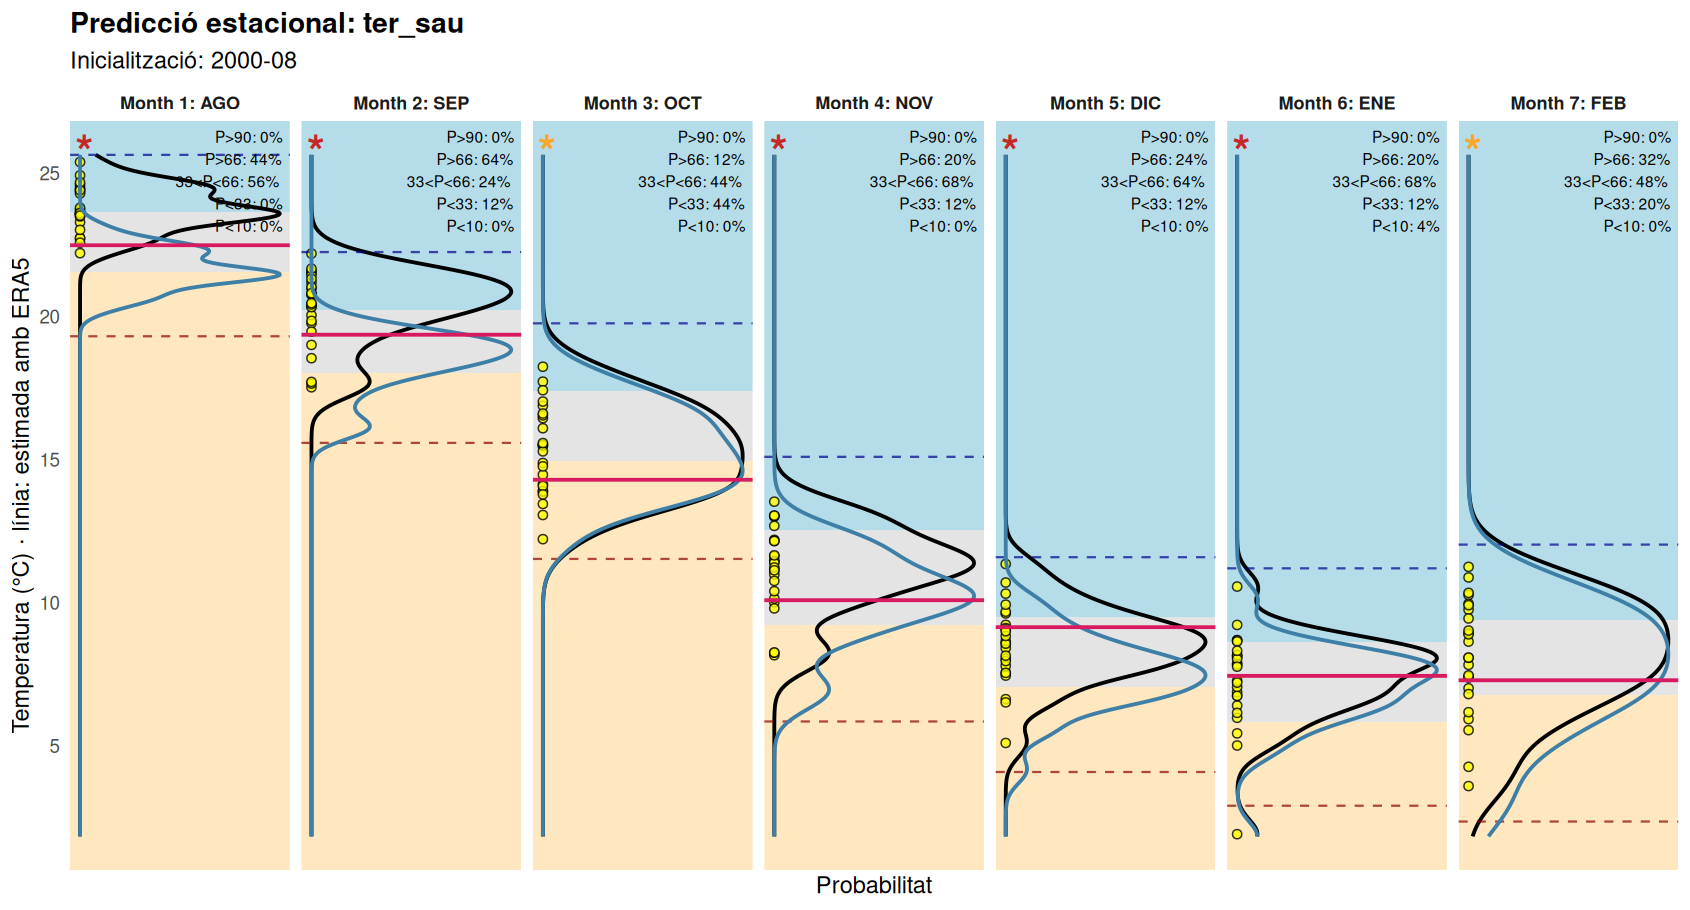 Predicció estacional: ter_sau
Inicialització: 2000-08
Month 1: AGO
Month 2: SEP
Month 3: OCT
Month 4: NOV
Month 5: DIC
Month 6: ENE
Month 7: FEB
*
P>90: 0%
P>66: 44%
33<P<66: 56%
P<33: 0%
P<10: 0%
*
P>90: 0%
P>66: 64%
33<P<66: 24%
P<33: 12%
P<10: 0%
*
P>90: 0%
P>66: 12%
33<P<66: 44%
P<33: 44%
P<10: 0%
*
P>90: 0%
P>66: 20%
33<P<66: 68%
P<33: 12%
P<10: 0%
*
P>90: 0%
P>66: 24%
33<P<66: 64%
P<33: 12%
P<10: 0%
*
P>90: 0%
P>66: 20%
33<P<66: 68%
P<33: 12%
P<10: 4%
*
P>90: 0%
P>66: 32%
33<P<66: 48%
P<33: 20%
P<10: 0%
25
20
15
10
5
Temperatura (°C) · línia: estimada amb ERA5
Probabilitat